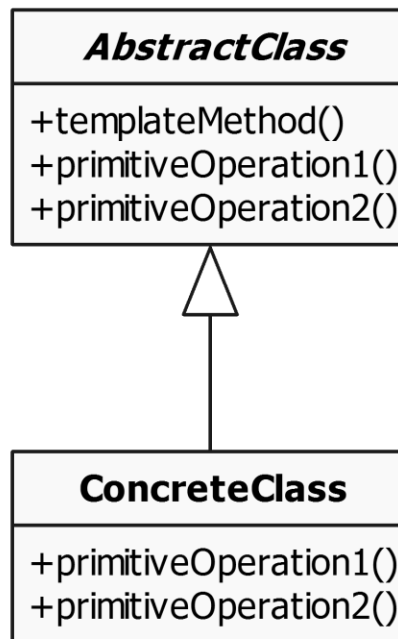 AbstractClass
+templateMethod()
+primitiveOperation1()
+primitiveOperation2()
ConcreteClass
+primitiveOperation1()
+primitiveOperation2()